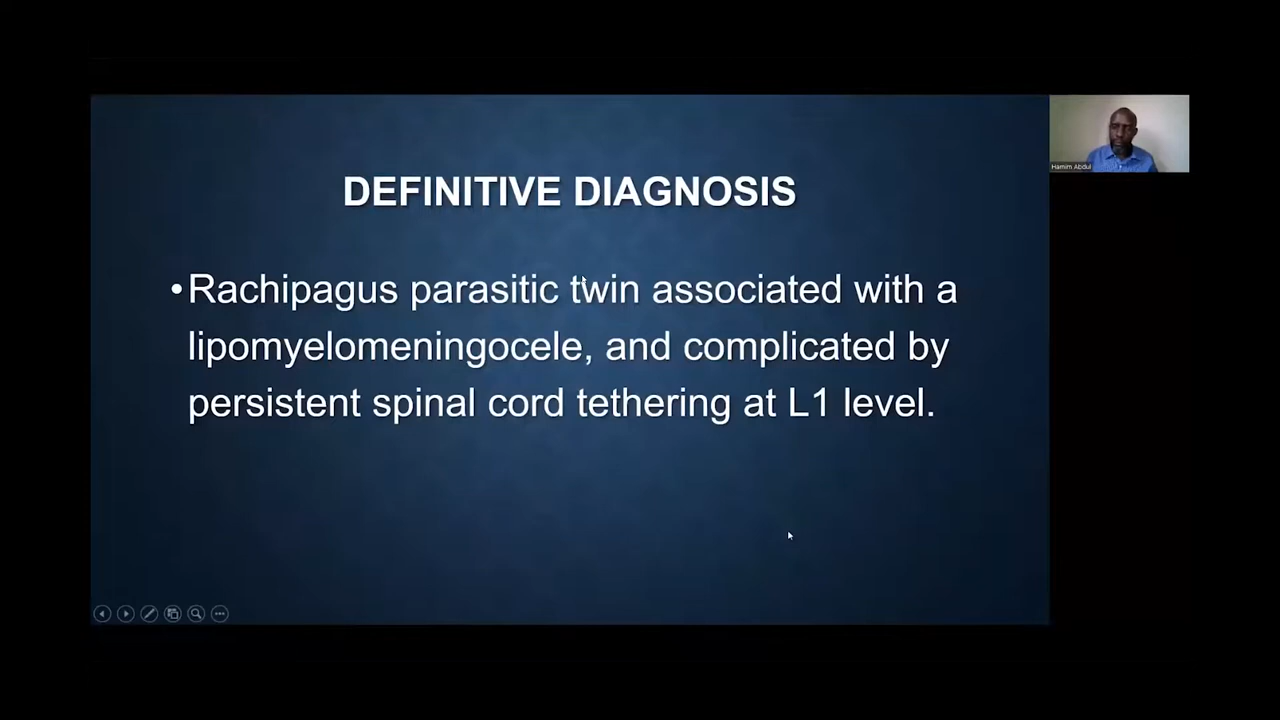 DEFINITIVE DIAGNOSIS
•Rachipagus parasitic twin associated with a
lipomyelomeningocele, and complicated by
persistent spinal cord tethering at L1 level.
Hamim Abdul